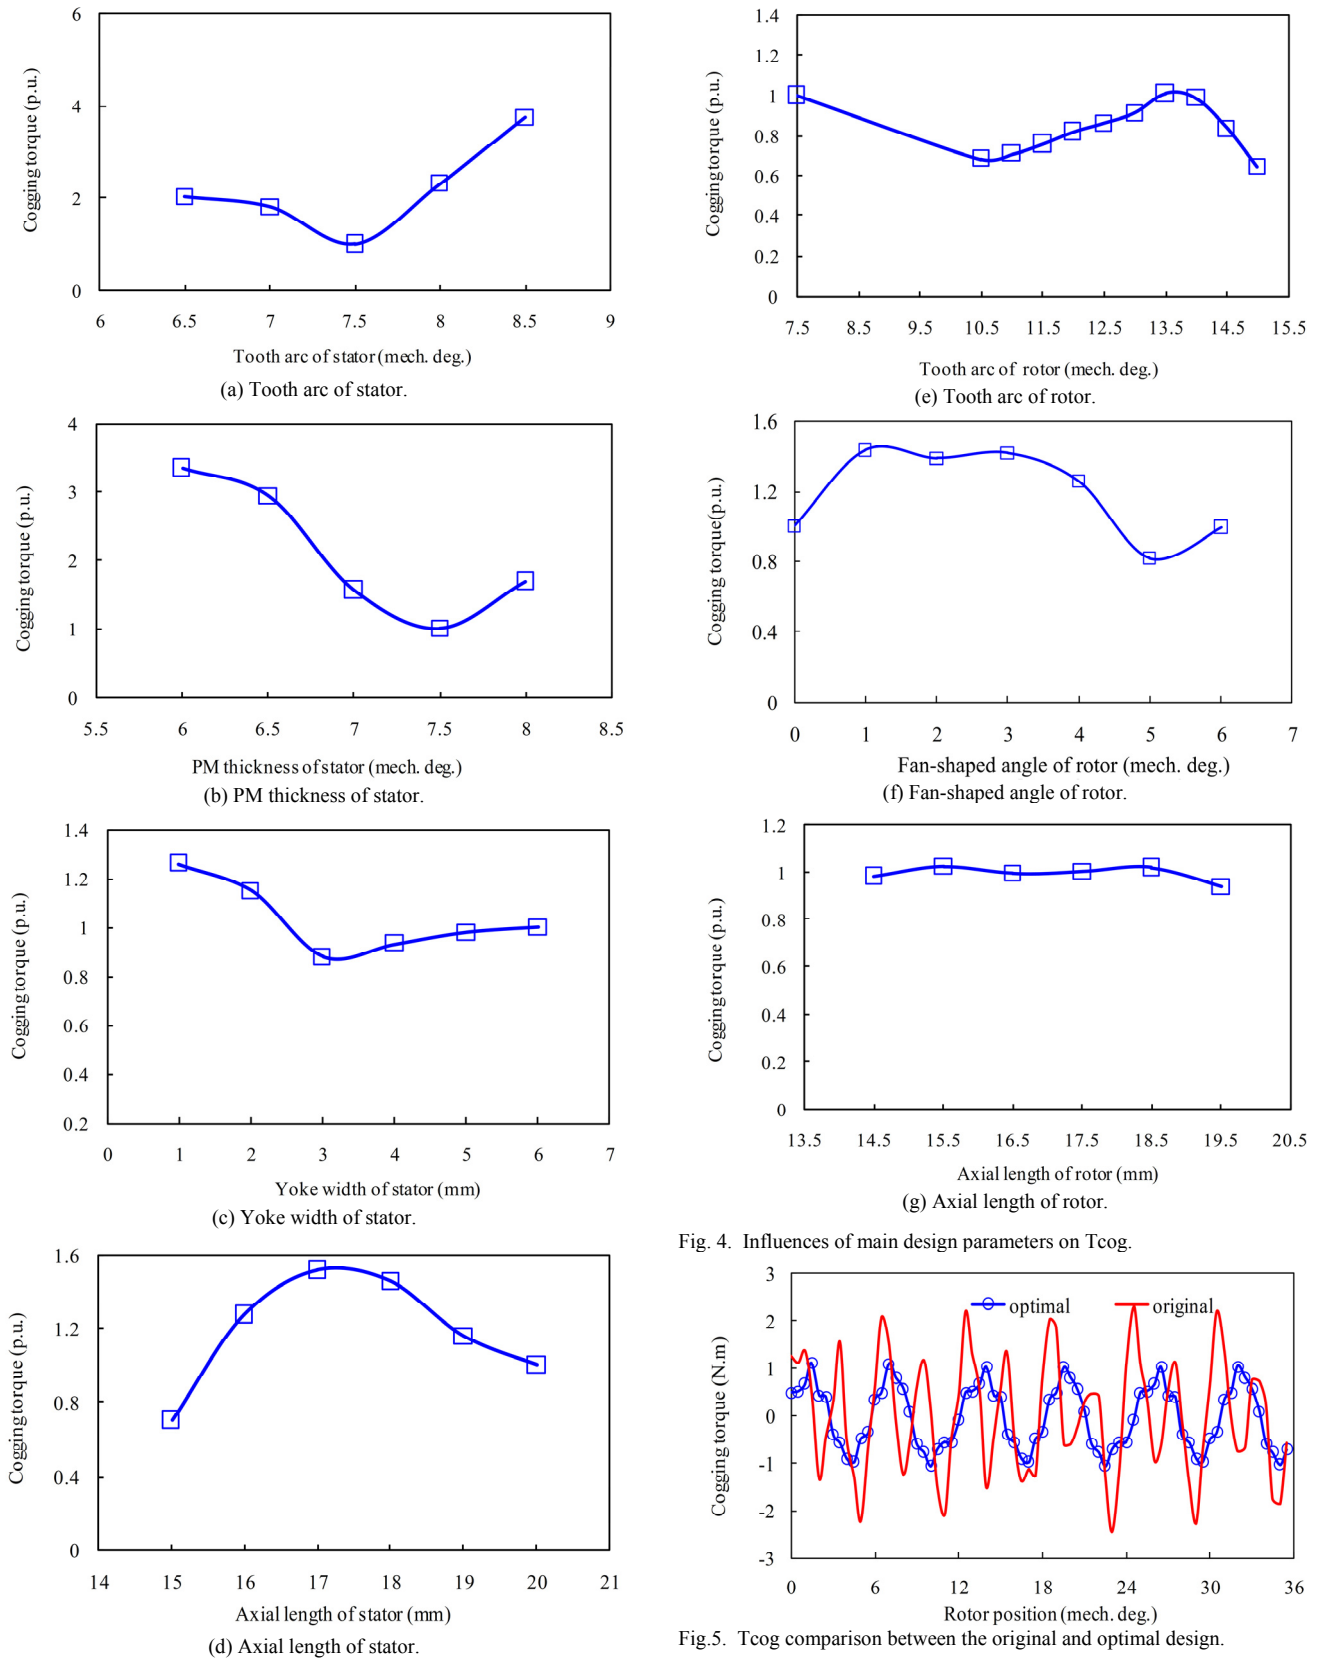 6
4
2
0
6 6.5 7 7.5 8 8.5 9
Cogging torque (p.u.)
Tooth arc of stator (mech. deg.)
(a) Tooth arc of stator.
4
3
2
1
0
5.5 6 6.5 7 7.5 8 8.5
Cogging torque (p.u.)
PM thickness of stator (mech. deg.)
(b) PM thickness of stator.
1.4
1.2
1
0.8
0.6
0.4
0.2
0 1 2 3 4 5 6 7
Cogging torque (p.u.)
Yoke width of stator (mm)
(c) Yoke width of stator.
1.6
1.2
0.8
0.4
0
14 15 16 17 18 19 20 21
Cogging torque (p.u.)
Axial length of stator (mm)
(d) Axial length of stator.
1.4
1.2
1
0.8
0.6
0.4
0.2
0
7.5 8.5 9.5 10.5 11.5 12.5 13.5 14.5 15.5
Cogging torque (p.u.)
Tooth arc of rotor (mech. deg.)
(e) Tooth arc of rotor.
1.6
1.2
0.8
0.4
0
0 1 2 3 4 5 6 7
Cogging torque(p.u.)
Fan-shaped angle of rotor (mech. deg.)
(f) Fan-shaped angle of rotor.
1.2
1
0.8
0.6
0.4
0.2
0
13.5 14.5 15.5 16.5 17.5 18.5 19.5 20.5
Cogging torque (p.u.)
Axial length of rotor (mm)
(g) Axial length of rotor.
Fig. 4. Influences of main design parameters on Tcog.
3
2
1
0
-1
-2
-3
optimal original
0 6 12 18 24 30 36
Cogging torque (N.m)
Rotor position (mech. deg.)
Fig.5. Tcog comparison between the original and optimal design.